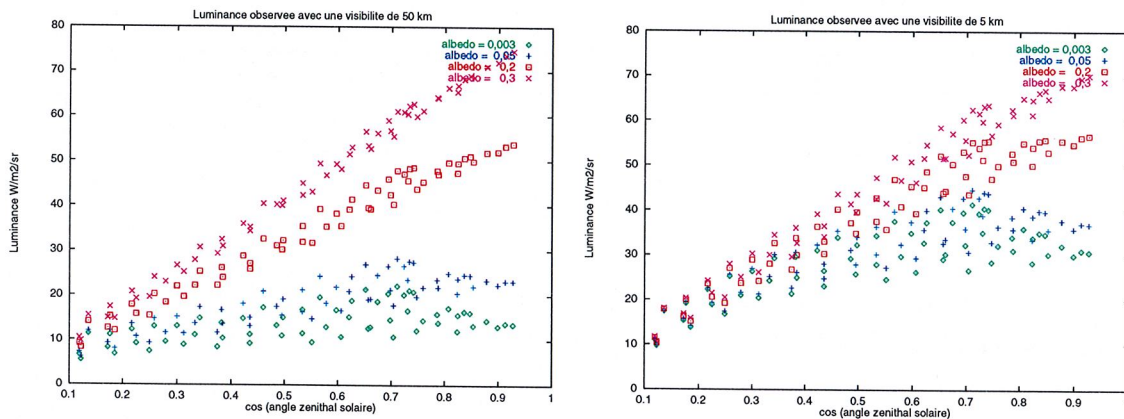 Luminance observee avec une visibilite de 50 km
80
70
60
50
40
30
20
10
0
Luminance W/m2/sr
albedo = 0,003
albedo = 0,05
albedo = 0,2
albedo = 0,3
0.1 0.2 0.3 0.4 0.5 0.6 0.7 0.8 0.9 1
cos (angle zenithal solaire)
Luminance observee avec une visibilite de 5 km
80
70
60
50
40
30
20
10
0
Luminance W/m2/sr
albedo = 0,003
albedo = 0,05
albedo = 0,2
albedo = 0,3
0.1 0.2 0.3 0.4 0.5 0.6 0.7 0.8 0.9 1
cos (angle zenithal solaire)